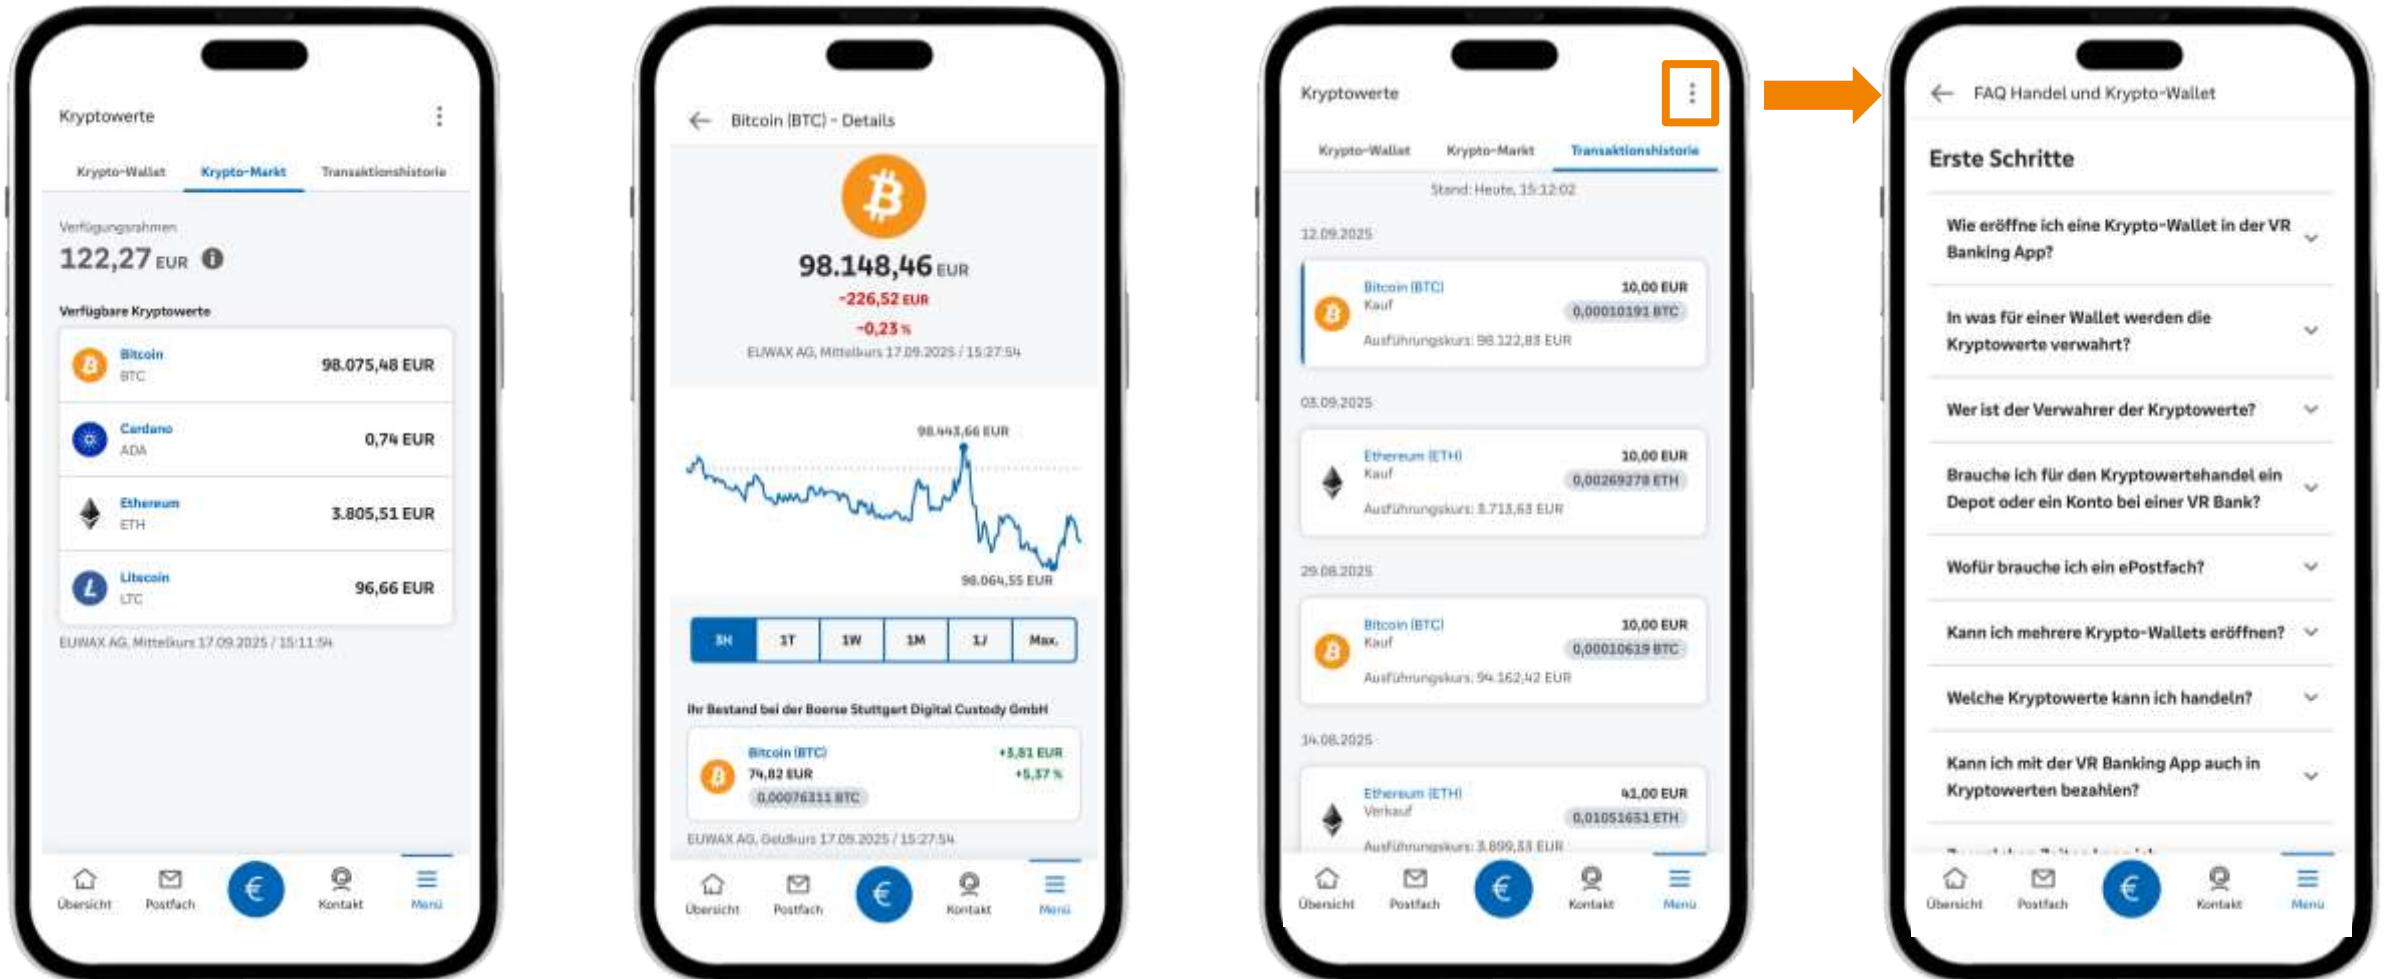 Kryptowerte
Krypto-Wallet Krypto-Markt Transaktionshistorie
Verfügungsrahmen
122,27 EUR
Verfügbare Kryptowerte
Bitcoin
BTC
98.075,48 EUR
Cardano
ADA
0,74 EUR
Ethereum
ETH
3.805,51 EUR
Litecoin
LTC
96,66 EUR
EUWAX AG, Mittelkurs 17.09.2025 / 15:11:54
Übersicht Postfach € Kontakt Menü
Bitcoin (BTC) - Details
98.148,46 EUR
-226,52 EUR
-0,23 %
EUWAX AG, Mittelkurs 17.09.2025 / 15:27:54
98.443,66 EUR
98.064,55 EUR
3H 1T 1W 1M 1J Max.
Ihr Bestand bei der Boerse Stuttgart Digital Custody GmbH
Bitcoin (BTC) +3,81 EUR
74,82 EUR +5,37 %
0,00076311 BTC
EUWAX AG, Geldkurs 17.09.2025 / 15:27:54
Übersicht Postfach € Kontakt Menü
Kryptowerte
Krypto-Wallet Krypto-Markt Transaktionshistorie
Stand: Heute, 15:12:02
12.09.2025
Bitcoin (BTC) 10,00 EUR
Kauf 0,00010191 BTC
Ausführungskurs: 98.122,83 EUR
03.09.2025
Ethereum (ETH) 10,00 EUR
Kauf 0,00269278 ETH
Ausführungskurs: 3.713,63 EUR
29.08.2025
Bitcoin (BTC) 10,00 EUR
Kauf 0,00010619 BTC
Ausführungskurs: 94.162,42 EUR
14.08.2025
Ethereum (ETH) 41,00 EUR
Verkauf 0,01051651 ETH
Ausführungskurs: 3.899,33 EUR
Übersicht Postfach € Kontakt Menü
FAQ Handel und Krypto-Wallet
Erste Schritte
Wie eröffne ich eine Krypto-Wallet in der VR
Banking App?
In was für einer Wallet werden die
Kryptowerte verwahrt?
Wer ist der Verwahrer der Kryptowerte?
Brauche ich für den Kryptowertehandel ein
Depot oder ein Konto bei einer VR Bank?
Wofür brauche ich ein ePostfach?
Kann ich mehrere Krypto-Wallets eröffnen?
Welche Kryptowerte kann ich handeln?
Kann ich mit der VR Banking App auch in
Kryptowerten bezahlen?
Übersicht Postfach € Kontakt Menü